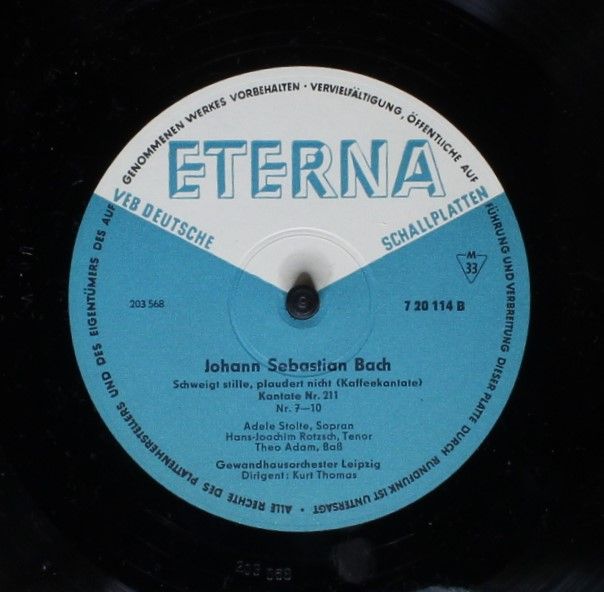 ALLE RECHTE DES PLATTENHERSTELLERS UND DES EIGENTÜMERS DES AUFGENOMMENEN WERKES VORBEHALTEN · VERVIELFÄLTIGUNG, ÖFFENTLICHE AUFFÜHRUNG UND VERBREITUNG DIESER PLATTE DURCH RUNDFUNK IST UNTERSAGT ·
ETERNA
VEB DEUTSCHE SCHALLPLATTEN
M
33
203 568
7 20 114 B
Johann Sebastian Bach
Schweigt stille, plaudert nicht (Kaffeekantate)
Kantate Nr. 211
Nr. 7—10
Adele Stolte, Sopran
Hans-Joachim Rotzsch, Tenor
Theo Adam, Baß
Gewandhausorchester Leipzig
Dirigent: Kurt Thomas